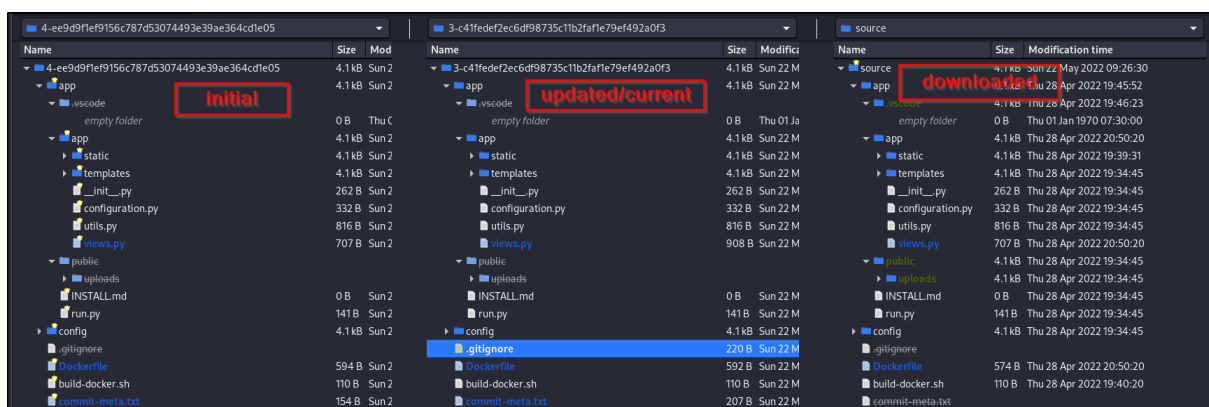 4-ee9d9f1ef9156c787d53074493e39ae364cd1e05 3-c41fedef2ec6df98735c11b2faf1e79ef492a0f3 source
Name Size Mod Name Size Modifica Name Size Modification time
4-ee9d9f1ef9156c787d53074493e39ae364cd1e05 4.1 kB Sun 2 3-c41fedef2ec6df98735c11b2faf1e79ef492a0f3 4.1 kB Sun 22 M source 4.1 kB Sun 22 May 2022 09:26:30
app 4.1 kB Sun 2 app 4.1 kB Sun 22 M app 4.1 kB Thu 28 Apr 2022 19:45:52
initial updated/current downloaded
.vscode .vscode .vscode 4.1 kB Thu 28 Apr 2022 19:46:23
empty folder 0 B Thu 0 empty folder 0 B Thu 01 Ja empty folder 0 B Thu 01 Jan 1970 07:30:00
app 4.1 kB Sun 2 app 4.1 kB Sun 22 M app 4.1 kB Thu 28 Apr 2022 20:50:20
static 4.1 kB Sun 2 static 4.1 kB Sun 22 M static 4.1 kB Thu 28 Apr 2022 19:39:31
templates 4.1 kB Sun 2 templates 4.1 kB Sun 22 M templates 4.1 kB Thu 28 Apr 2022 19:34:45
__init__.py 262 B Sun 2 __init__.py 262 B Sun 22 M __init__.py 262 B Thu 28 Apr 2022 19:34:45
configuration.py 332 B Sun 2 configuration.py 332 B Sun 22 M configuration.py 332 B Thu 28 Apr 2022 19:34:45
utils.py 816 B Sun 2 utils.py 816 B Sun 22 M utils.py 816 B Thu 28 Apr 2022 19:34:45
views.py 707 B Sun 2 views.py 908 B Sun 22 M views.py 707 B Thu 28 Apr 2022 20:50:20
public public public 4.1 kB Thu 28 Apr 2022 19:34:45
uploads uploads uploads 4.1 kB Thu 28 Apr 2022 19:34:45
INSTALL.md 0 B Sun 2 INSTALL.md 0 B Sun 22 M INSTALL.md 0 B Thu 28 Apr 2022 19:34:45
run.py 141 B Sun 2 run.py 141 B Sun 22 M run.py 141 B Thu 28 Apr 2022 19:34:45
config 4.1 kB Sun 2 config 4.1 kB Sun 22 M config 4.1 kB Thu 28 Apr 2022 19:34:45
.gitignore .gitignore 220 B Sun 22 M .gitignore
Dockerfile 594 B Sun 2 Dockerfile 592 B Sun 22 M Dockerfile 574 B Thu 28 Apr 2022 20:50:20
build-docker.sh 110 B Sun 2 build-docker.sh 110 B Sun 22 M build-docker.sh 110 B Thu 28 Apr 2022 19:40:20
commit-meta.txt 154 B Sun 2 commit-meta.txt 207 B Sun 22 M commit-meta.txt